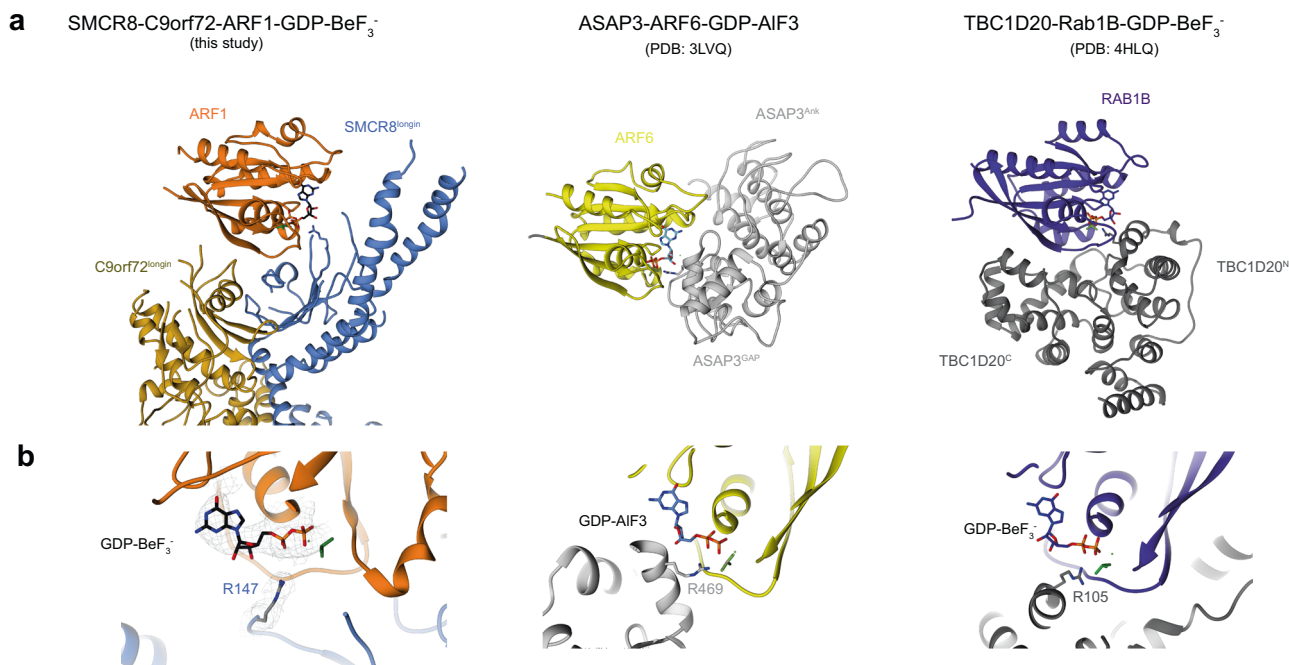 a
SMCR8-C9orf72-ARF1-GDP-BeF₃⁻
(this study)
ASAP3-ARF6-GDP-AlF3
(PDB: 3LVQ)
TBC1D20-Rab1B-GDP-BeF₃⁻
(PDB: 4HLQ)
ARF1
SMCR8ˡᵒⁿᵍⁱⁿ
C9orf72ˡᵒⁿᵍⁱⁿ
ARF6
ASAP3ᴬⁿᵏ
ASAP3ᴳᴬᴾ
RAB1B
TBC1D20ᴺ
TBC1D20ᶜ
b
GDP-BeF₃⁻
R147
GDP-AlF3
R469
GDP-BeF₃⁻
R105